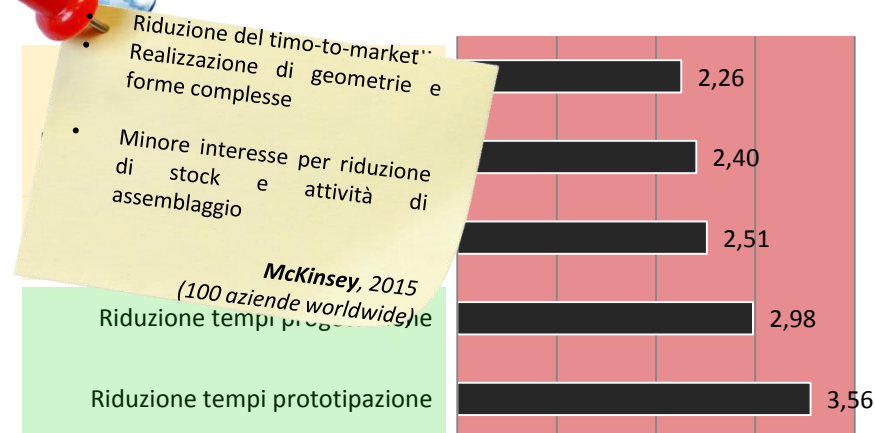 • Riduzione del timo-to-market
• Realizzazione di geometrie e
forme complesse
• Minore interesse per riduzione
di stock e attività di
assemblaggio
McKinsey, 2015
(100 aziende worldwide)
2,26
2,40
2,51
Riduzione tempi 2,98
Riduzione tempi prototipazione 3,56